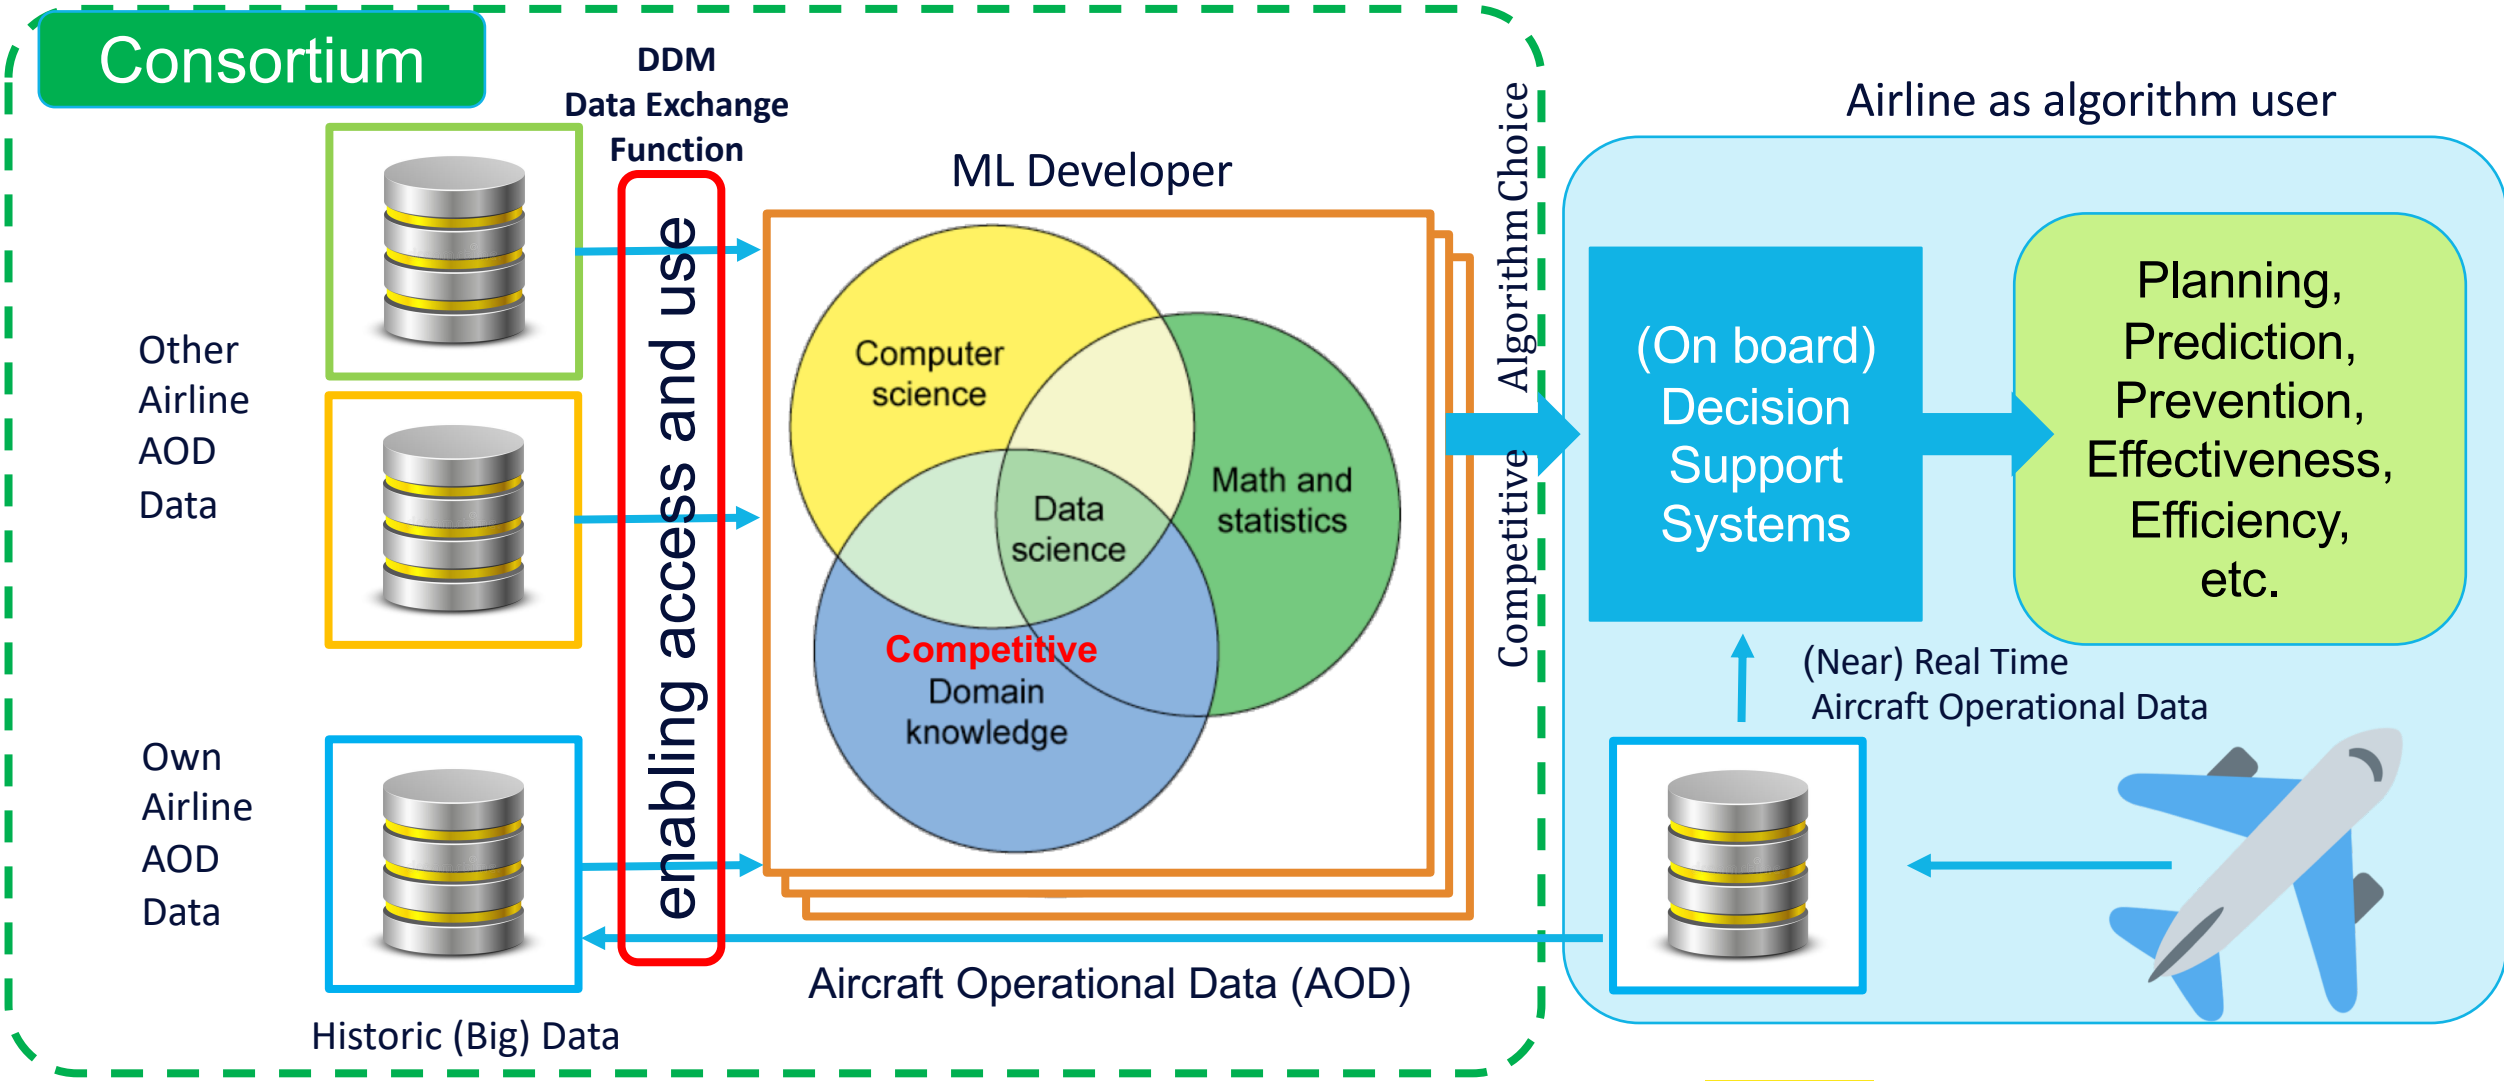 Consortium
DDM
Data Exchange
Function
enabling access and use
Other
Airline
AOD
Data
Own
Airline
AOD
Data
Historic (Big) Data
ML Developer
Computer
science
Math and
statistics
Data
science
Competitive
Domain
knowledge
Aircraft Operational Data (AOD)
Competitive Algorithm Choice
Airline as algorithm user
(On board)
Decision
Support
Systems
Planning,
Prediction,
Prevention,
Effectiveness,
Efficiency,
etc.
(Near) Real Time
Aircraft Operational Data